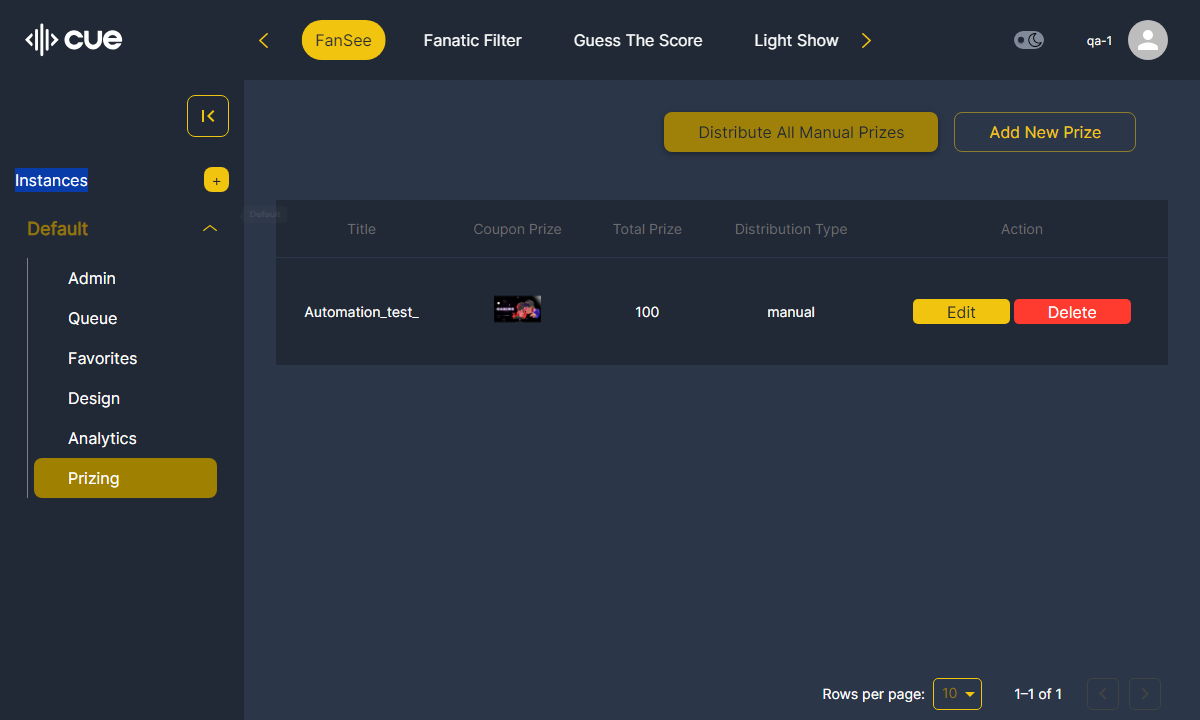 cue
FanSee
Fanatic Filter
Guess The Score
Light Show
qa-1
Instances
+
Default
Admin
Queue
Favorites
Design
Analytics
Prizing
Default
Distribute All Manual Prizes
Add New Prize
Title
Coupon Prize
Total Prize
Distribution Type
Action
Automation_test_
100
manual
Edit
Delete
Rows per page:
10
1–1 of 1